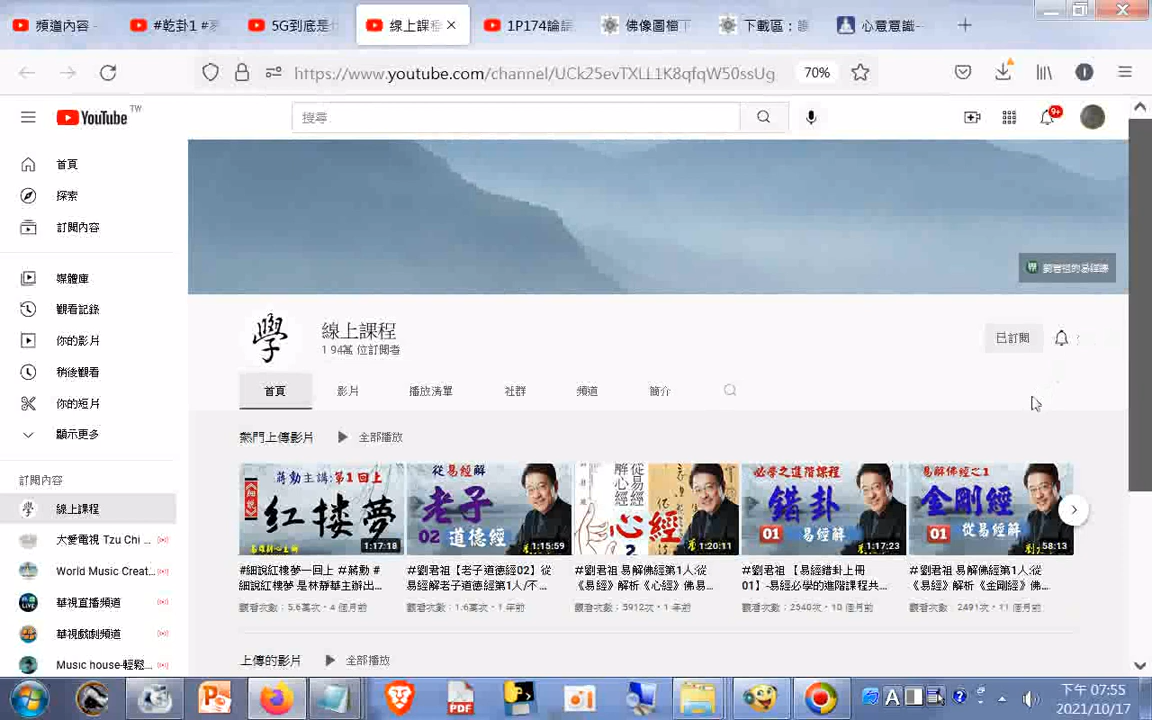 頻道內容 -
#乾卦1 #
5G到底是
線上課程
1P174論語
佛像圖檔
下載區：
心意意識-
https://www.youtube.com/channel/UCk25evTXLL1K8qfqW50ssUg
70%
YouTube TW
搜尋
9+
首頁
探索
訂閱內容
媒體庫
觀看記錄
你的影片
稍後觀看
你的短片
顯示更多
訂閱內容
線上課程
大愛電視 Tzu Chi ...
World Music Creat...
華視直播頻道
華視戲劇頻道
Music house-輕鬆...
劉君祖的易經講
學
線上課程
1.94萬 位訂閱者
已訂閱
首頁 影片 播放清單 社群 頻道 簡介
熱門上傳影片 全部播放
蔣勳主講:第1回上
細說
紅樓夢
1:17:18
從易經解
老子
02 道德經
1:15:59
從易經
解心經
心經
2
1:20:11
必學之進階課程
錯卦
01 易經解
1:17:23
易解佛經之1
金剛經
01 從易經解
58:13
#細說紅樓夢一回上 #蔣勳 #
細說紅樓夢 是林靜華主辦出...
觀看次數：5.6萬次・4 個月前
#劉君祖【老子道德經02】從
易經解老子道德經第1人/不...
觀看次數：1.6萬次・1 年前
#劉君祖 易解佛經第1人:從
《易經》解析《心經》佛易...
觀看次數：5912次・1 年前
#劉君祖 【易經錯卦上冊
01】-易經必學的進階課程共...
觀看次數：2540次・10 個月前
#劉君祖 易解佛經第1人:從
《易經》解析《金剛經》佛...
觀看次數：2491次・11 個月前
上傳的影片 全部播放
PDF
A
下午 07:55
2021/10/17